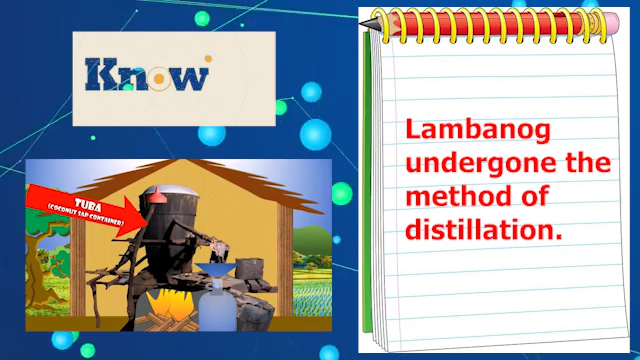 Know
TUBA
(COCONUT SAP CONTAINER)
Lambanog
undergone the
method of
distillation.